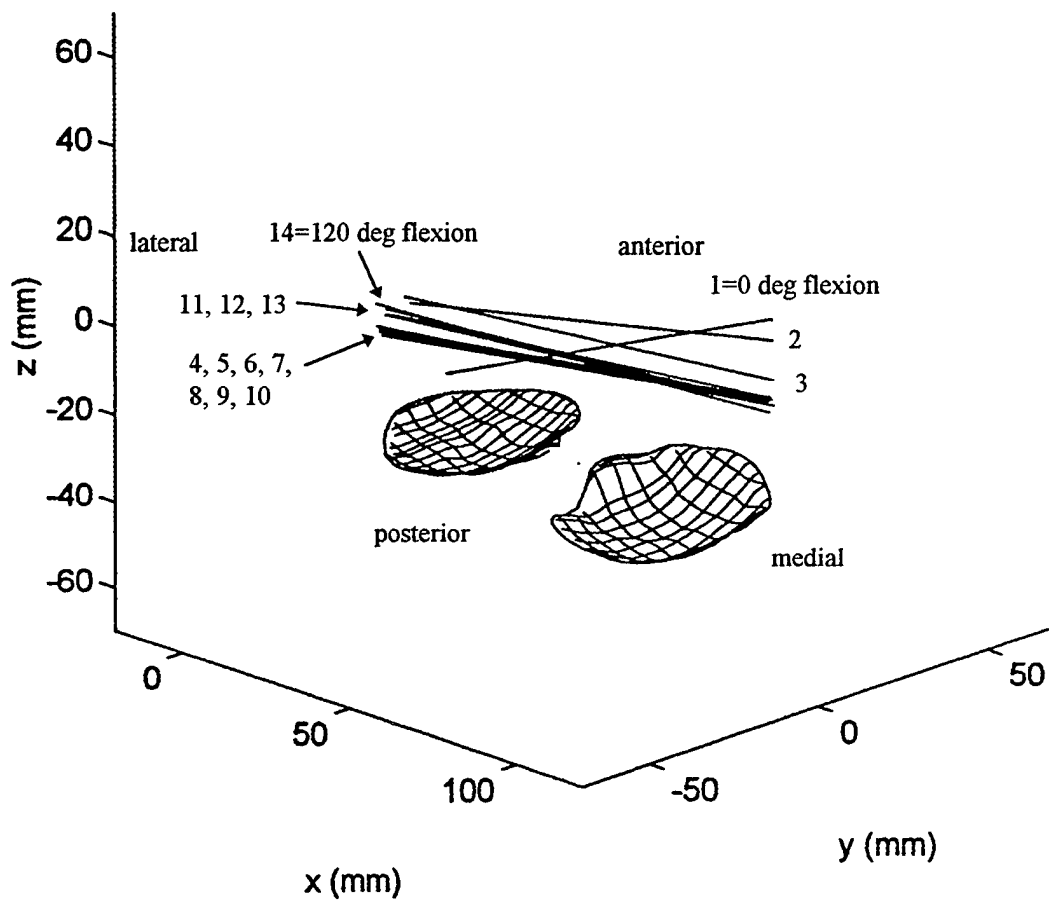 60
40
20
0
-20
-40
-60
z (mm)
lateral
14=120 deg flexion
anterior
1=0 deg flexion
11, 12, 13
2
4, 5, 6, 7,
8, 9, 10
3
posterior
medial
0
50
100
x (mm)
-50
0
50
y (mm)